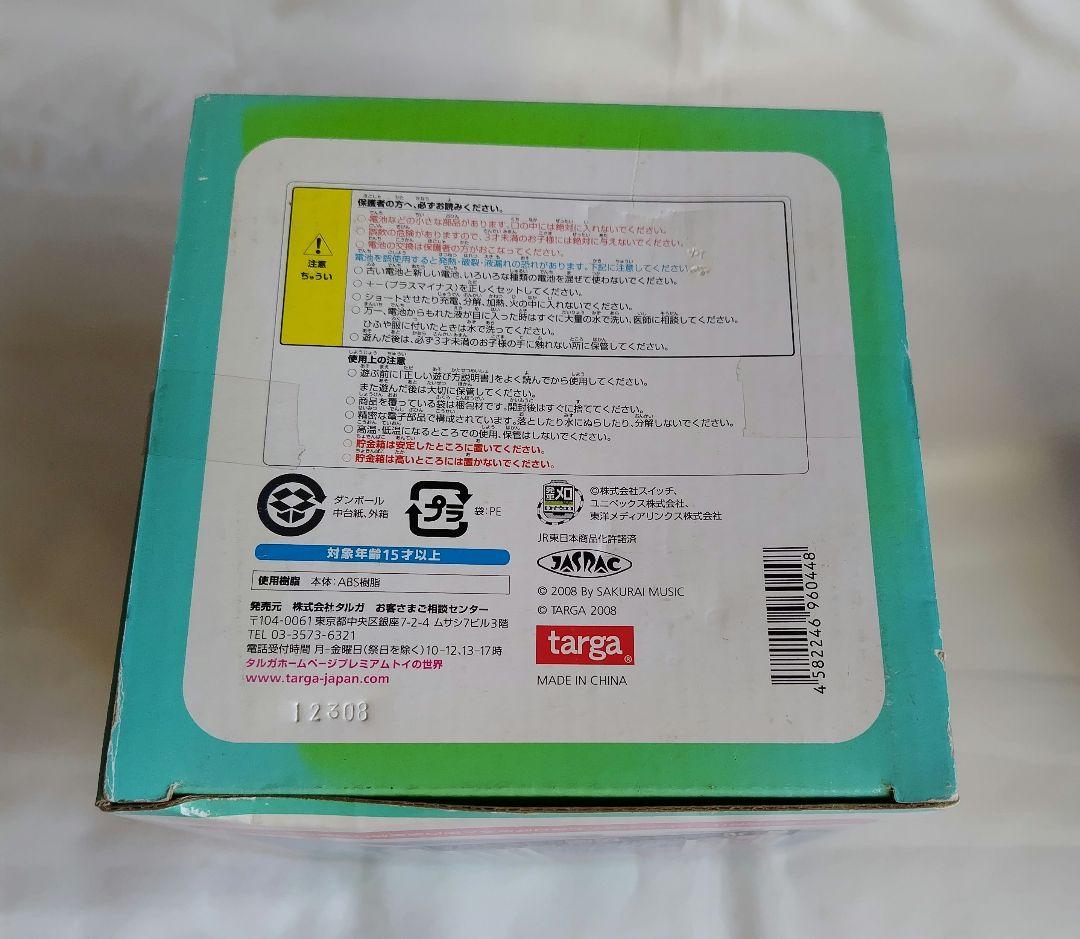 保護者の方へ、必ずお読みください。
○電池などの小さな部品があります。口の中には絶対に入れないでください。
○誤飲の危険がありますので、3才未満のお子様には絶対に与えないでください。
○電池の交換は保護者の方がおこなってください。
電池を誤使用すると発熱・破裂・液漏れの恐れがあります。下記に注意してください。
○古い電池と新しい電池、いろいろな種類の電池を混ぜて使わないでください。
○+-(プラスマイナス)を正しくセットしてください。
○ショートさせたり充電、分解、加熱、火の中に入れないでください。
○万一、電池からもれた液が目に入った時はすぐに大量の水で洗い、医師に相談してください。
ひふや服に付いたときは水で洗ってください。
○遊んだ後は、必ず3才未満のお子様の手に触れない所に保管してください。
注意
ちゅうい
使用上の注意
○遊ぶ前に「正しい遊び方説明書」をよく読んでから使用してください。
また遊んだ後は大切に保管してください。
○商品を覆っている袋は梱包材です。開封後はすぐに捨ててください。
○精密な電子部品で構成されています。落としたり水にぬらしたり、分解しないでください。
○高温・低温になるところでの使用、保管はしないでください。
○貯金箱は安定したところに置いてください。
○貯金箱は高いところには置かないでください。
ダンボール
中台紙、外箱
プラ
袋:PE
対象年齢15才以上
使用樹脂 本体:ABS樹脂
発売元 株式会社タルガ お客さまご相談センター
〒104-0061 東京都中央区銀座7-2-4 ムサシ7ビル3階
TEL 03-3573-6321
電話受付時間 月-金曜日(祭日を除く)10-12、13-17時
タルガホームページプレミアムトイの世界
www.targa-japan.com
12308
発車メロ
©株式会社スイッチ、
ユニペックス株式会社、
東洋メディアリンクス株式会社
JR東日本商品化許諾済
JASRAC
© 2008 By SAKURAI MUSIC
© TARGA 2008
targa®
MADE IN CHINA
4 582246 960448